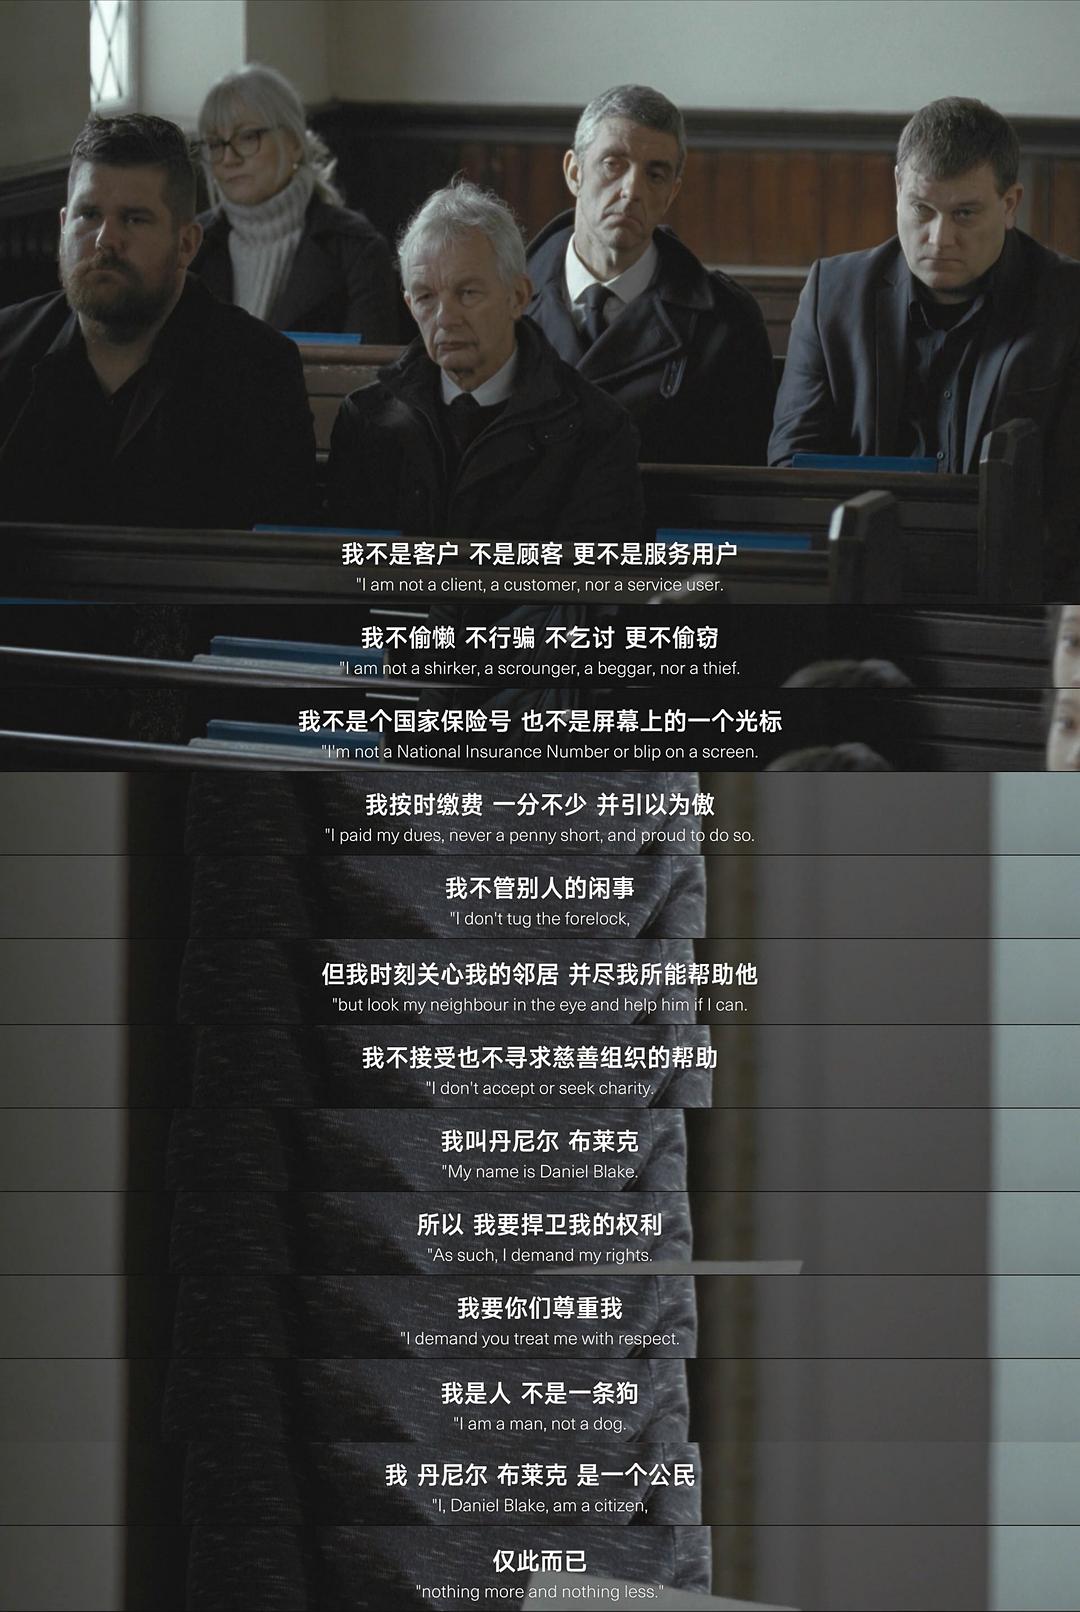 我不是客户 不是顾客 更不是服务用户
"I am not a client, a customer, nor a service user.
我不偷懒 不行骗 不乞讨 更不偷窃
"I am not a shirker, a scrounger, a beggar, nor a thief.
我不是个国家保险号 也不是屏幕上的一个光标
"I'm not a National Insurance Number or blip on a screen.
我按时缴费 一分不少 并引以为傲
"I paid my dues, never a penny short, and proud to do so.
我不管别人的闲事
"I don't tug the forelock,
但我时刻关心我的邻居 并尽我所能帮助他
"but look my neighbour in the eye and help him if I can.
我不接受也不寻求慈善组织的帮助
"I don't accept or seek charity.
我叫丹尼尔 布莱克
"My name is Daniel Blake.
所以 我要捍卫我的权利
"As such, I demand my rights.
我要你们尊重我
"I demand you treat me with respect.
我是人 不是一条狗
"I am a man, not a dog.
我 丹尼尔 布莱克 是一个公民
"I, Daniel Blake, am a citizen,
仅此而已
"nothing more and nothing less."